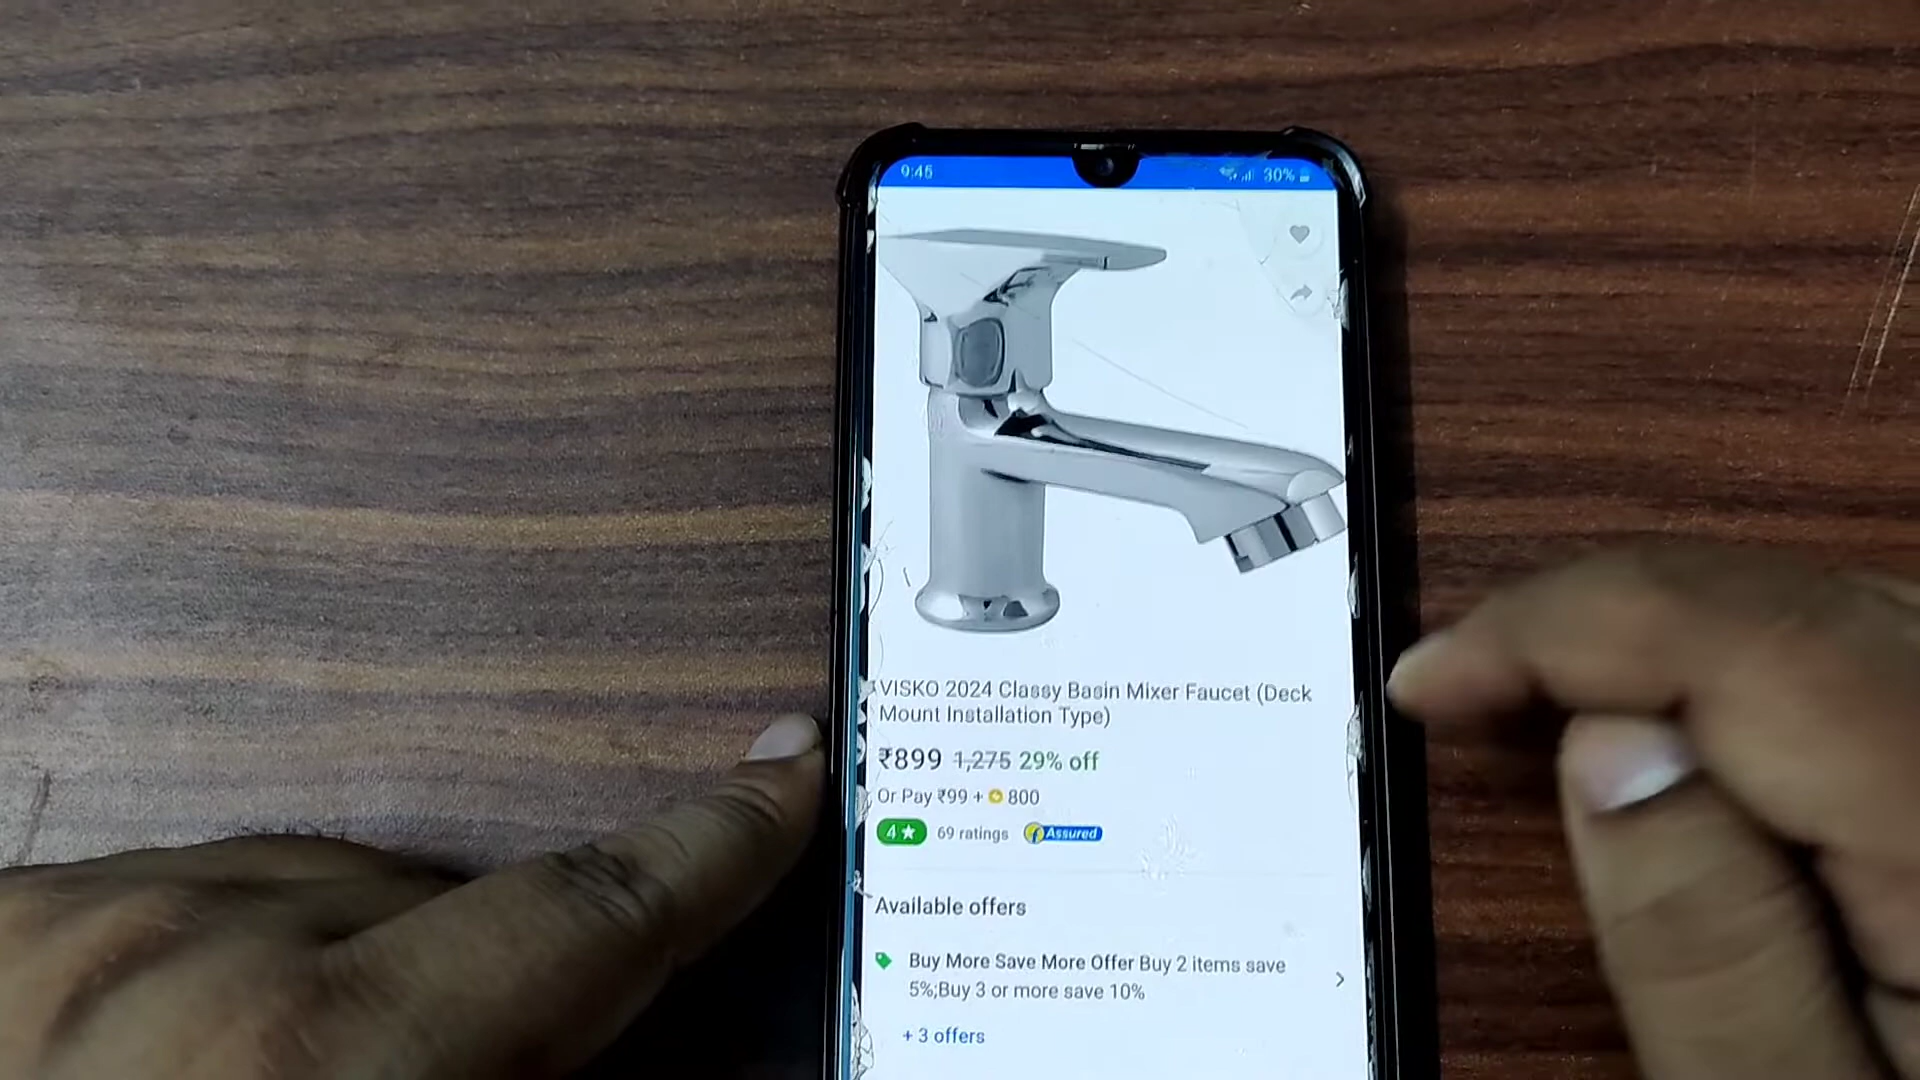 9:45
30%
VISKO 2024 Classy Basin Mixer Faucet (Deck
Mount Installation Type)
₹899 1,275 29% off
Or Pay ₹99 + 800
4★ 69 ratings Assured
Available offers
Buy More Save More Offer Buy 2 items save
5%;Buy 3 or more save 10%
+ 3 offers